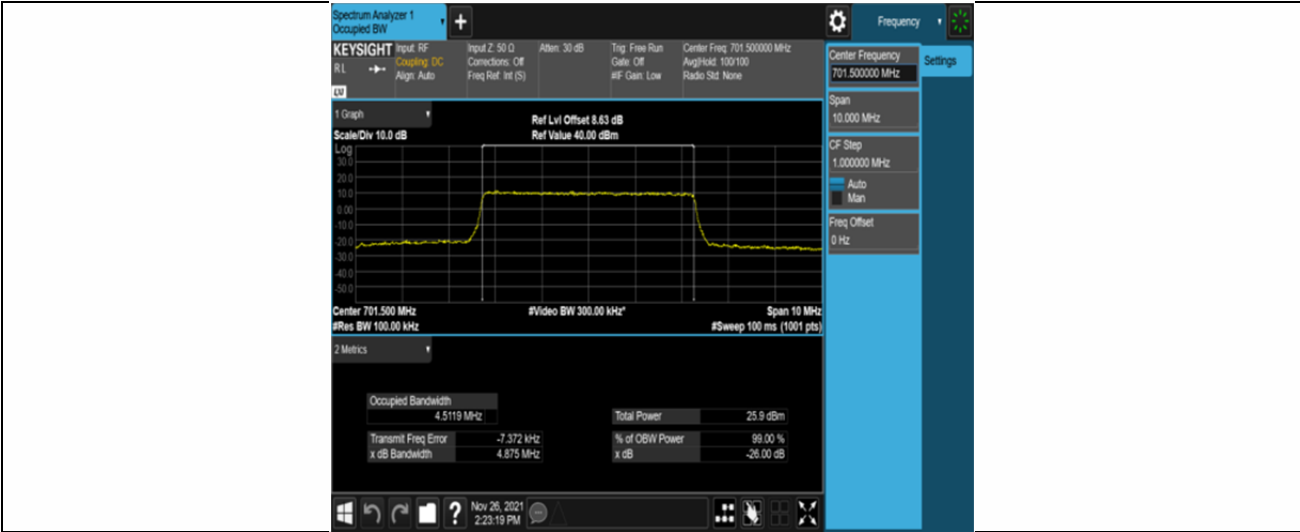 Spectrum Analyzer 1
Occupied BW
+
Frequency
KEYSIGHT
RL
LXI
Input: RF
Coupling: DC
Align: Auto
Input Z: 50 Ω
Corrections: Off
Freq Ref: Int (S)
Atten: 30 dB
Trig: Free Run
Gate: Off
#IF Gain: Low
Center Freq: 701.500000 MHz
Avg|Hold: 100/100
Radio Std: None
Center Frequency
701.500000 MHz
Settings
Span
10.000 MHz
CF Step
1.000000 MHz
Auto
Man
Freq Offset
0 Hz
1 Graph
Scale/Div 10.0 dB
Ref Lvl Offset 8.63 dB
Ref Value 40.00 dBm
Log
30.0
20.0
10.0
0.00
-10.0
-20.0
-30.0
-40.0
-50.0
Center 701.500 MHz
#Video BW 300.00 kHz*
Span 10 MHz
#Res BW 100.00 kHz
#Sweep 100 ms (1001 pts)
2 Metrics
Occupied Bandwidth
4.5119 MHz
Total Power 25.9 dBm
Transmit Freq Error -7.372 kHz
% of OBW Power 99.00 %
x dB Bandwidth 4.875 MHz
x dB -26.00 dB
?
Nov 26, 2021
2:23:19 PM